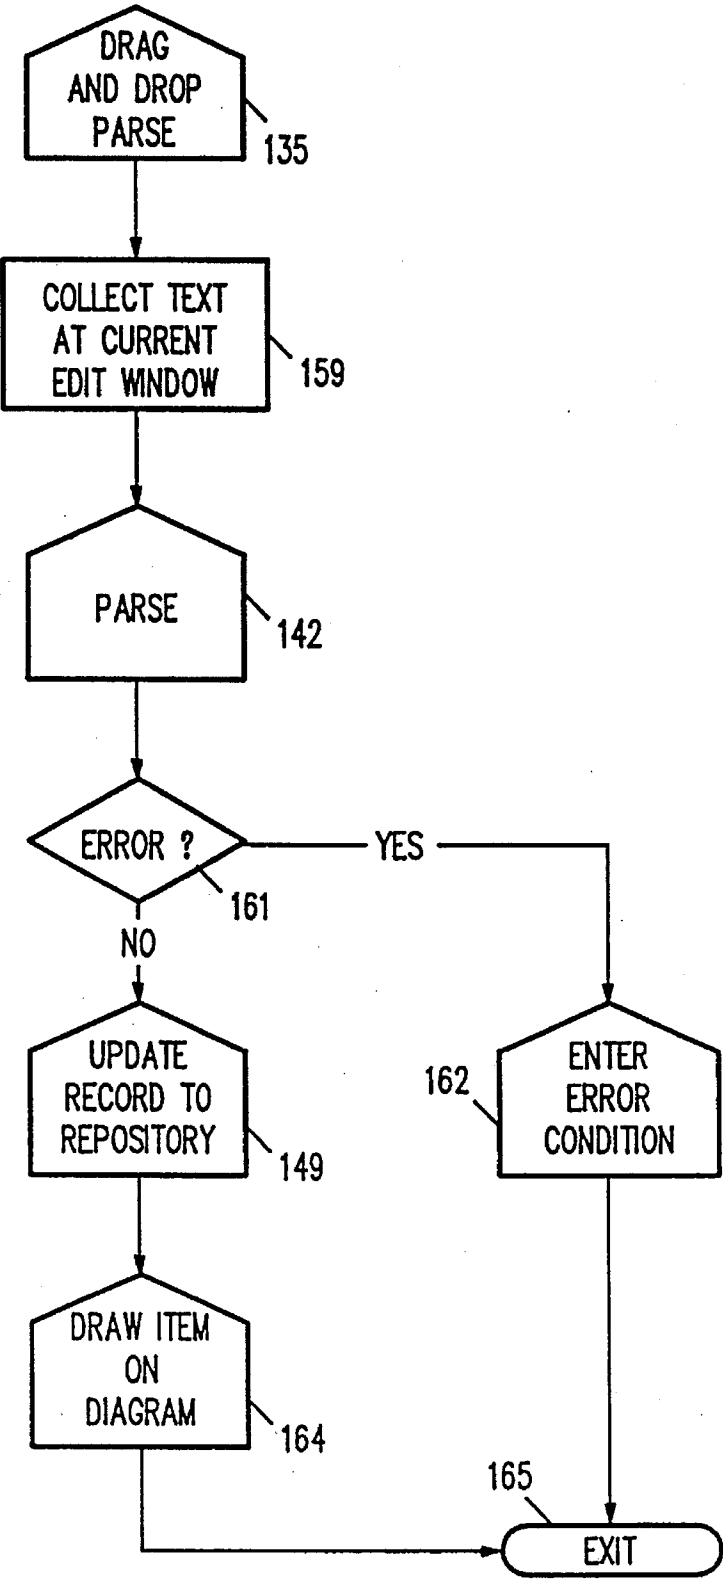 DRAG
AND DROP
PARSE
135
COLLECT TEXT
AT CURRENT
EDIT WINDOW
159
PARSE
142
ERROR ?
YES
161
NO
UPDATE
RECORD TO
REPOSITORY
149
ENTER
ERROR
CONDITION
162
DRAW ITEM
ON
DIAGRAM
164
165
EXIT